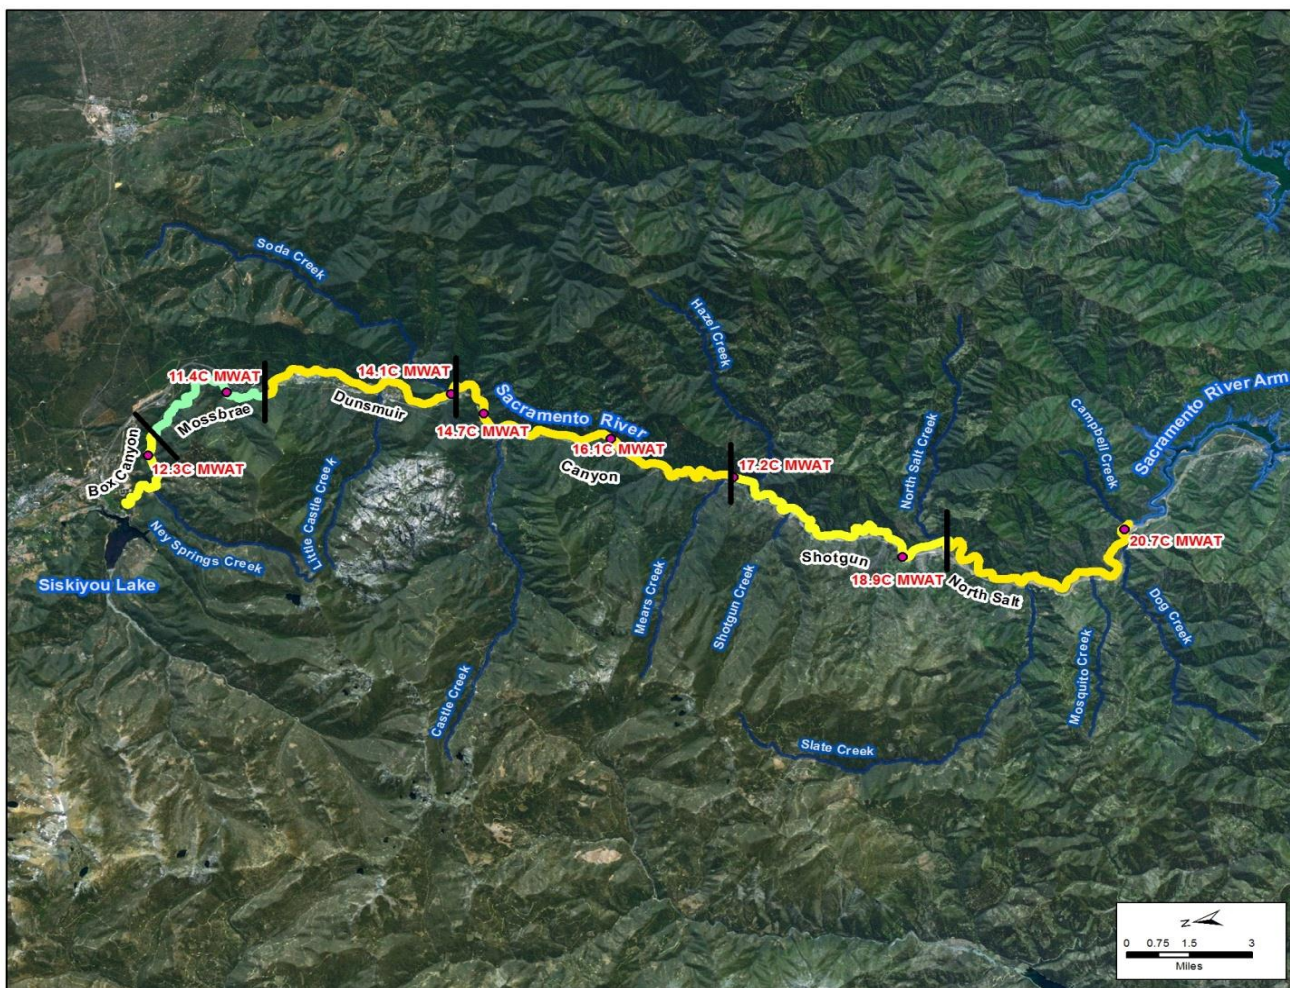 Soda Creek
Hazel Creek
11.4C MWAT
14.1C MWAT
Mossbrae
Dunsmuir
Sacramento River
14.7C MWAT
Box Canyon
12.3C MWAT
16.1C MWAT
Canyon
17.2C MWAT
North Salt Creek
Campbell Creek
Sacramento River Arm
Ney Springs Creek
Little Castle Creek
Siskiyou Lake
Shotgun
18.9C MWAT
North Salt
20.7C MWAT
Mears Creek
Shotgun Creek
Castle Creek
Slate Creek
Mosquito Creek
Dog Creek
N
0 0.75 1.5 3
Miles